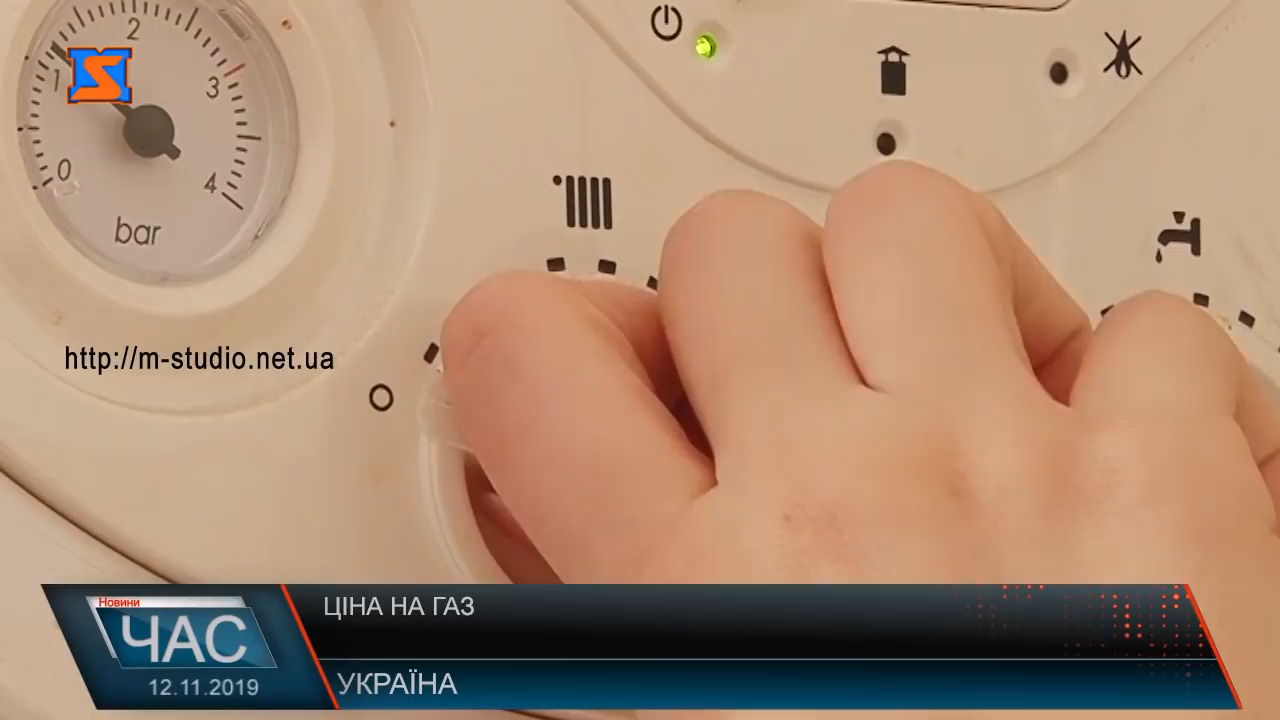 2
1
3
0
4
bar
http://m-studio.net.ua
Новини
ЧАС
12.11.2019
ЦІНА НА ГАЗ
УКРАЇНА